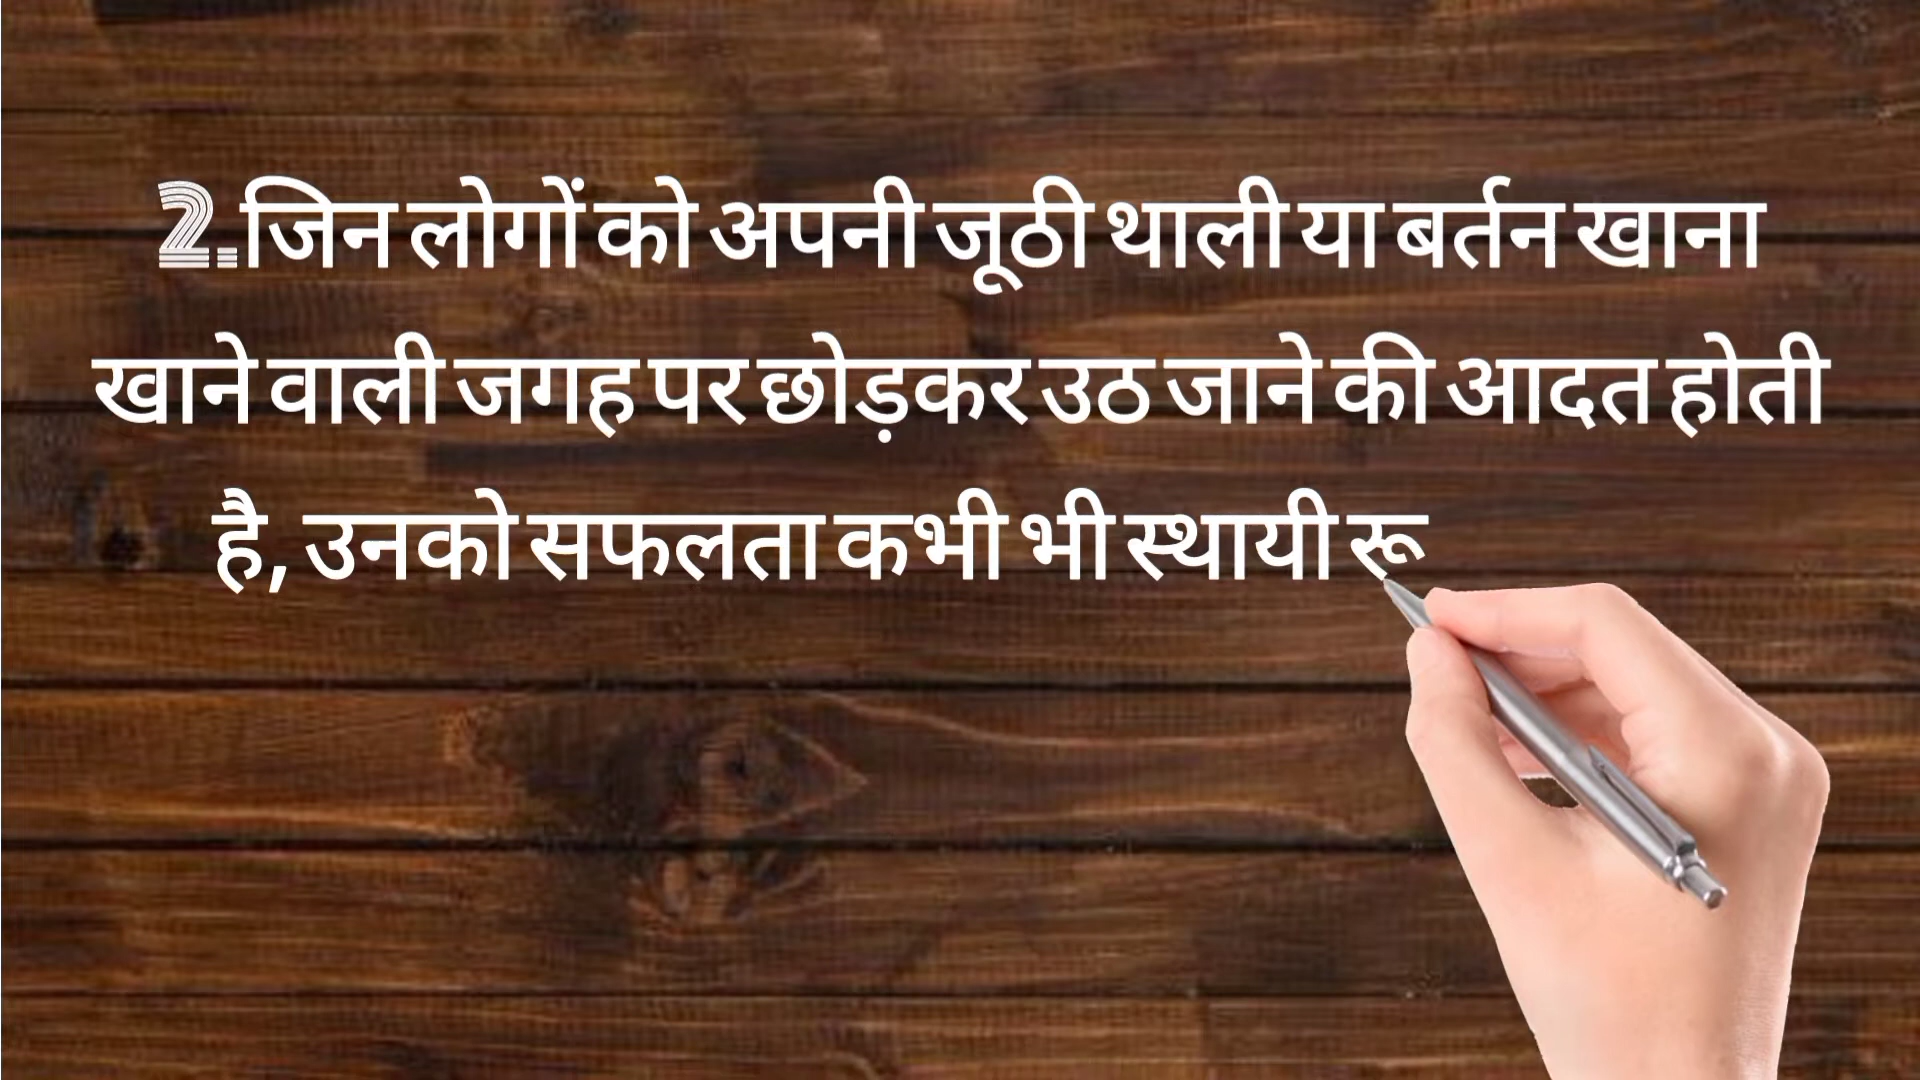 2.जिन लोगों को अपनी जूठी थाली या बर्तन खाना
खाने वाली जगह पर छोड़कर उठ जाने की आदत होती
है, उनको सफलता कभी भी स्थायी रू